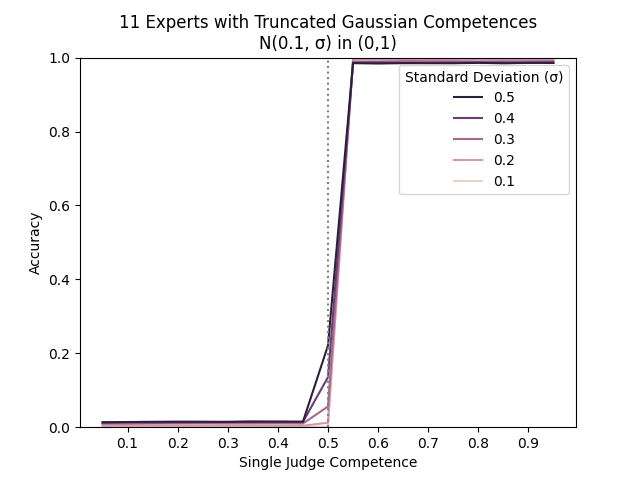 11 Experts with Truncated Gaussian Competences
N(0.1, σ) in (0,1)
1.0
0.8
0.6
0.4
0.2
0.0
Accuracy
Standard Deviation (σ)
0.5
0.4
0.3
0.2
0.1
0.1 0.2 0.3 0.4 0.5 0.6 0.7 0.8 0.9
Single Judge Competence